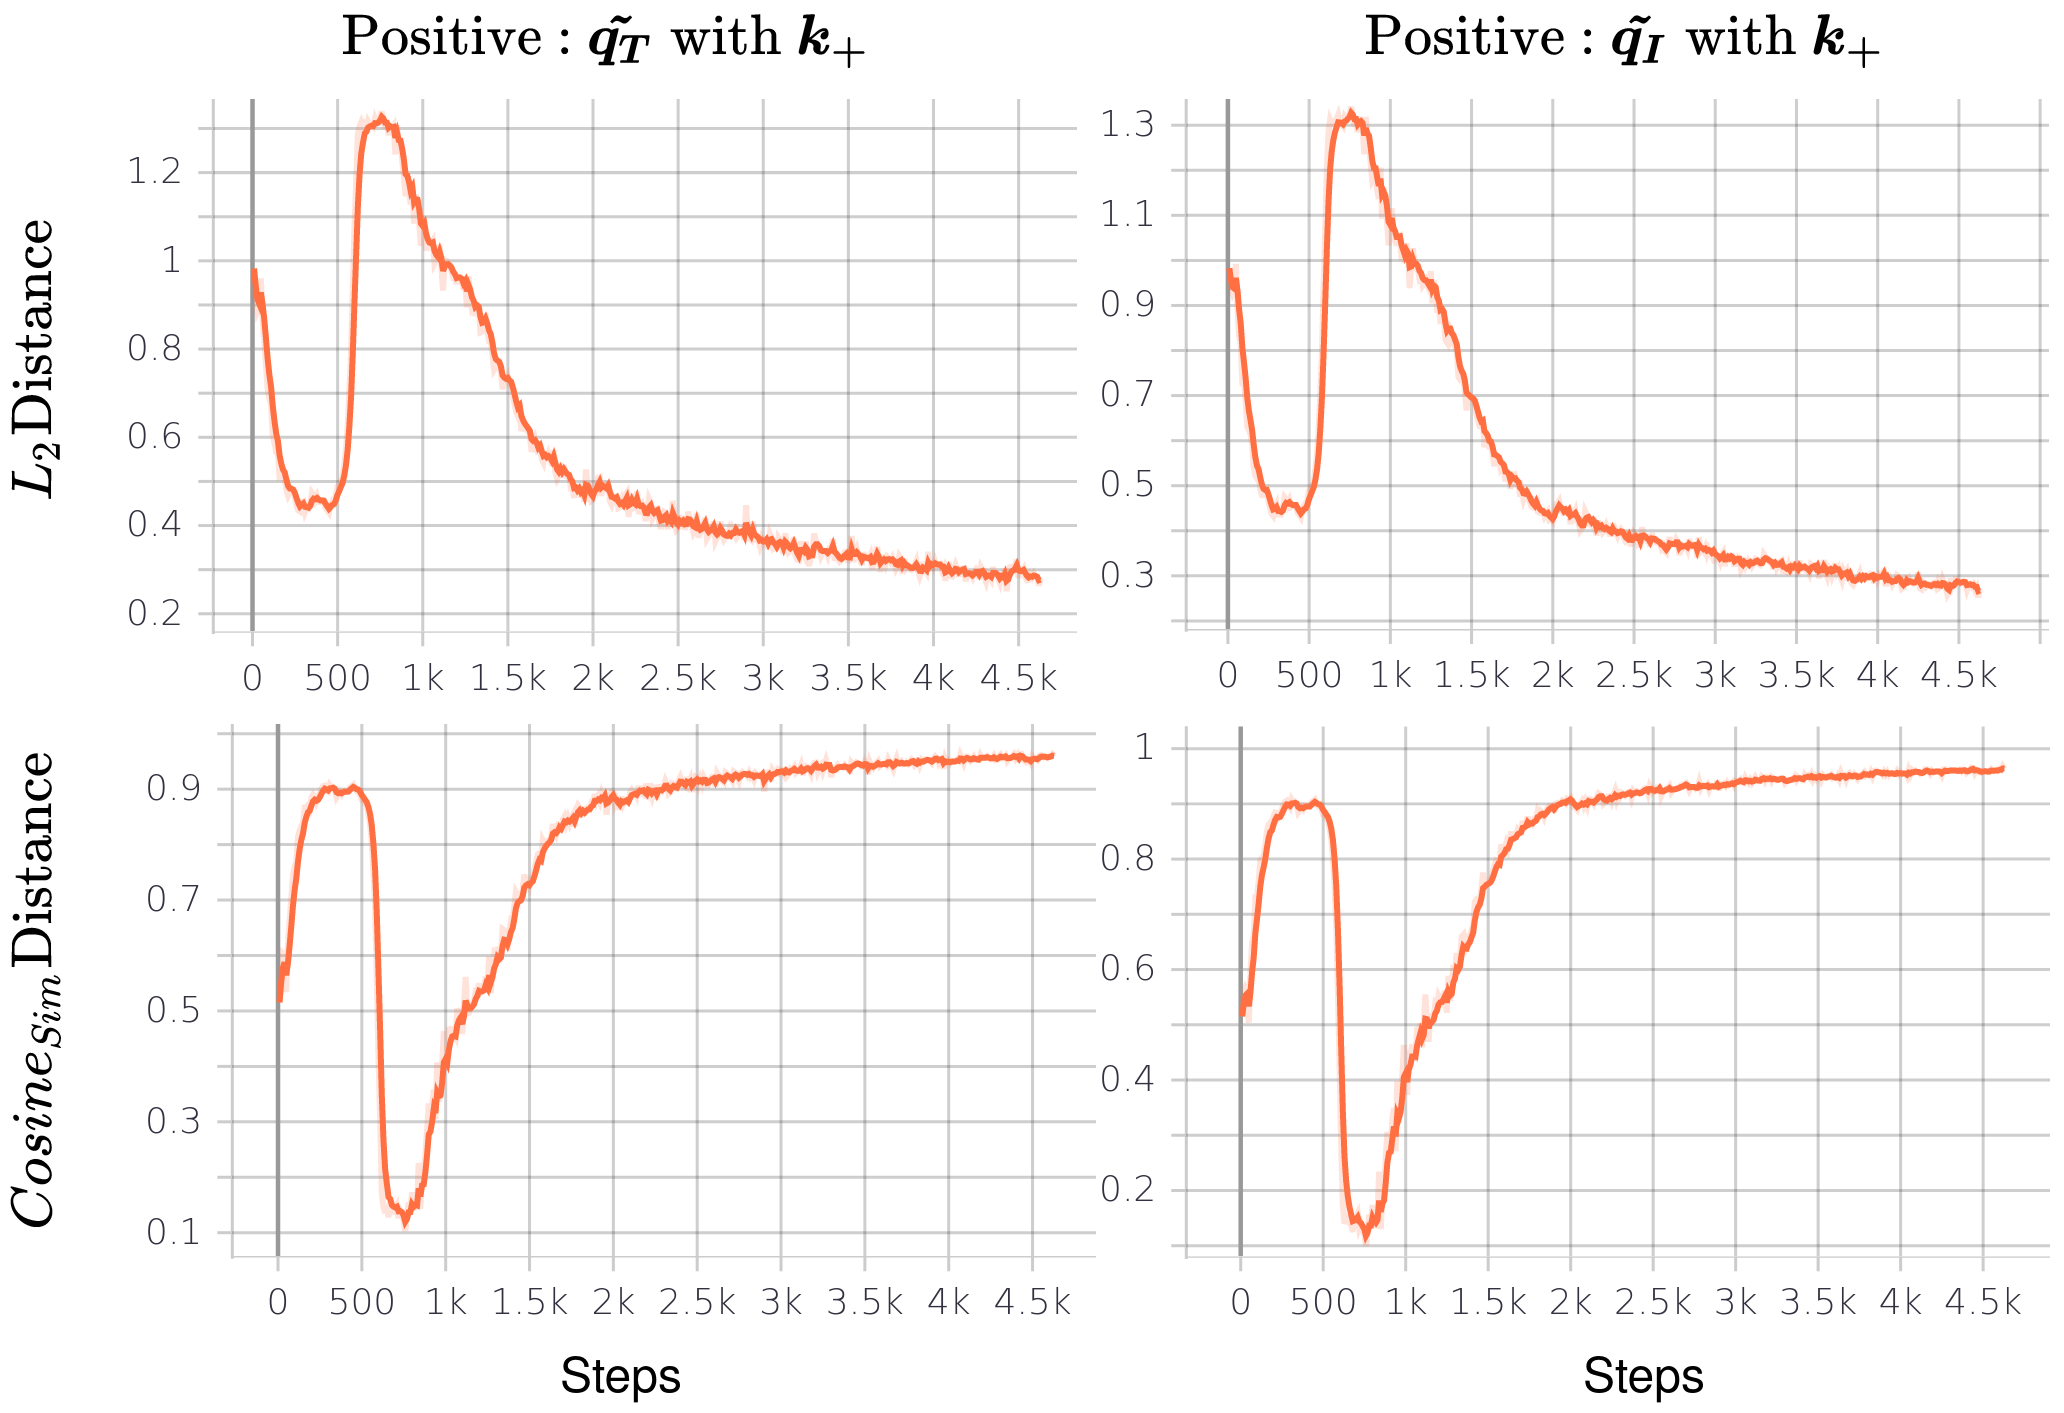 Positive : q̃_T with k_+
Positive : q̃_I with k_+
L_2 Distance
1.2
1
0.8
0.6
0.4
0.2
0 500 1k 1.5k 2k 2.5k 3k 3.5k 4k 4.5k
1.3
1.1
0.9
0.7
0.5
0.3
0 500 1k 1.5k 2k 2.5k 3k 3.5k 4k 4.5k
Cosine_Sim Distance
0.9
0.7
0.5
0.3
0.1
0 500 1k 1.5k 2k 2.5k 3k 3.5k 4k 4.5k
1
0.8
0.6
0.4
0.2
0 500 1k 1.5k 2k 2.5k 3k 3.5k 4k 4.5k
Steps
Steps